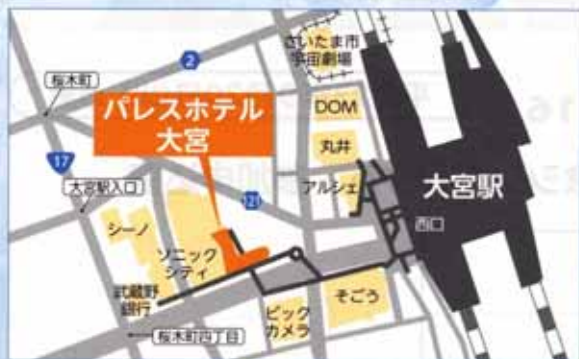 さいたま市
宇宙劇場
2
桜木町
DOM
パレスホテル
大宮
丸井
17
大宮駅入口
121
アルシェ
大宮駅
西口
シーノ
ソニック
シティ
武蔵野
銀行
そごう
ビック
カメラ
桜木町四丁目